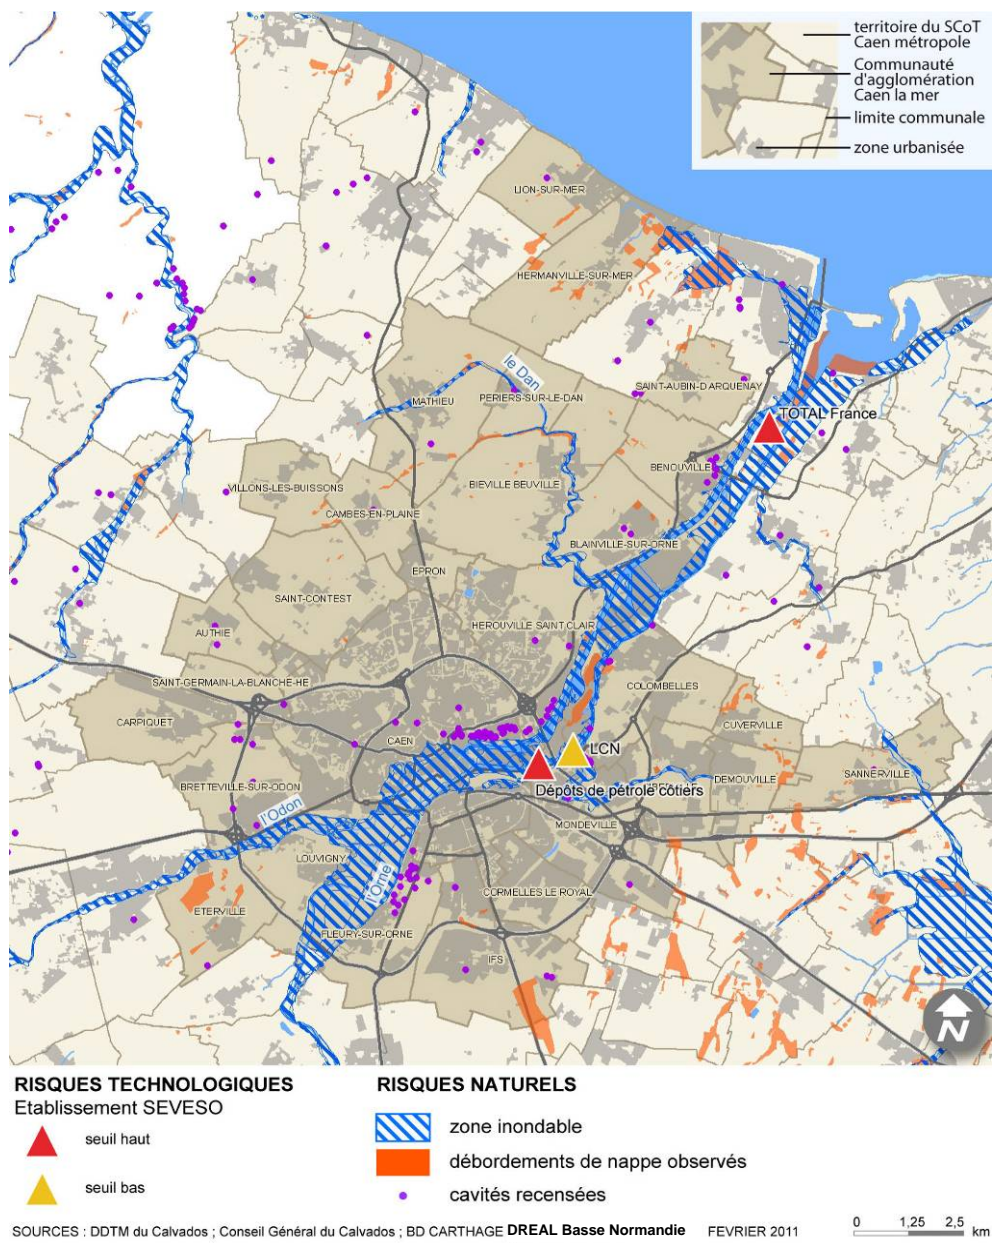 territoire du SCoT
Caen métropole
Communauté
d'agglomération
Caen la mer
limite communale
zone urbanisée
LION-SUR-MER
HERMANVILLE-SUR-MER
le Dan
MATHIEU
PERIERS-SUR-LE-DAN
SAINT-AUBIN-D'ARQUENAY
TOTAL France
BENOUVILLE
VILLONS-LES-BUISSONS
BIEVILLE BEUVILLE
CAMBES-EN-PLAINE
BLAINVILLE-SUR-ORNE
EPRON
SAINT-CONTEST
HEROUVILLE SAINT CLAIR
AUTHIE
SAINT-GERMAIN-LA-BLANCHE-HE
COLOMBELLES
CARPIQUET
CUVERVILLE
CAEN
LCN
BRETTEVILLE-SUR-ODON
DEMOUVILLE
SANNERVILLE
Dépôts de pétrole côtiers
l'Odon
MONDEVILLE
LOUVIGNY
l'Orne
ETERVILLE
CORMELLES LE ROYAL
FLEURY-SUR-ORNE
IFS
N
RISQUES TECHNOLOGIQUES
Etablissement SEVESO
seuil haut
seuil bas
RISQUES NATURELS
zone inondable
débordements de nappe observés
cavités recensées
SOURCES : DDTM du Calvados ; Conseil Général du Calvados ; BD CARTHAGE DREAL Basse Normandie FEVRIER 2011
0 1,25 2,5 km